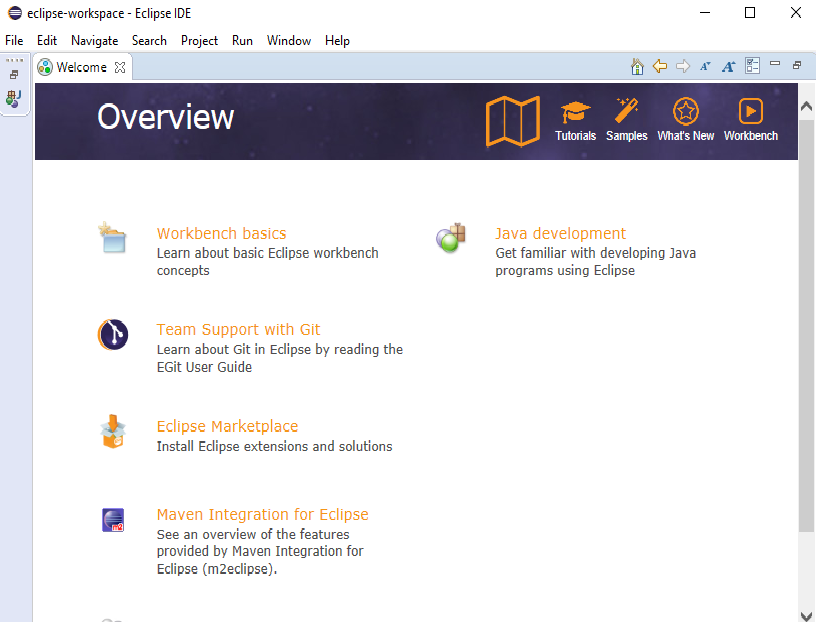 eclipse-workspace - Eclipse IDE
File Edit Navigate Search Project Run Window Help
Welcome
Overview
Tutorials Samples What's New Workbench
Workbench basics
Learn about basic Eclipse workbench
concepts
Java development
Get familiar with developing Java
programs using Eclipse
Team Support with Git
Learn about Git in Eclipse by reading the
EGit User Guide
Eclipse Marketplace
Install Eclipse extensions and solutions
Maven Integration for Eclipse
See an overview of the features
provided by Maven Integration for
Eclipse (m2eclipse).